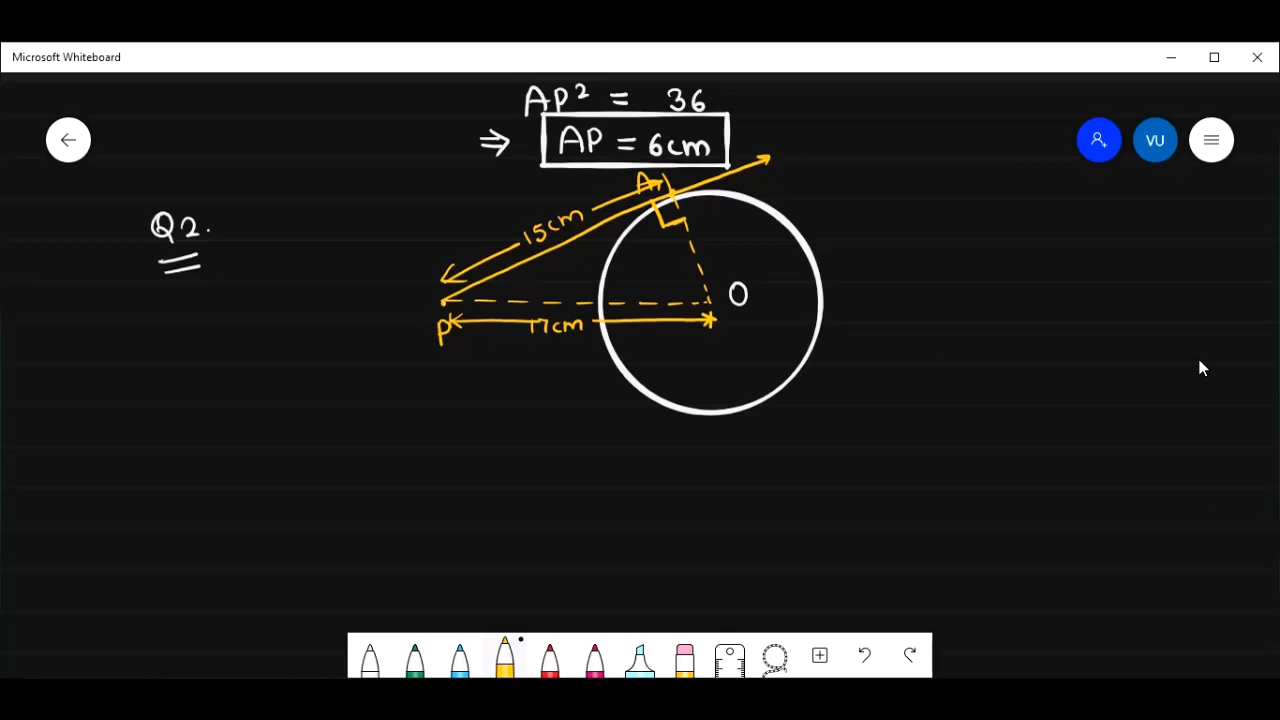 Microsoft Whiteboard
AP² = 36
⇒ AP = 6cm
VU
A
Q2.
15cm
O
P
17cm